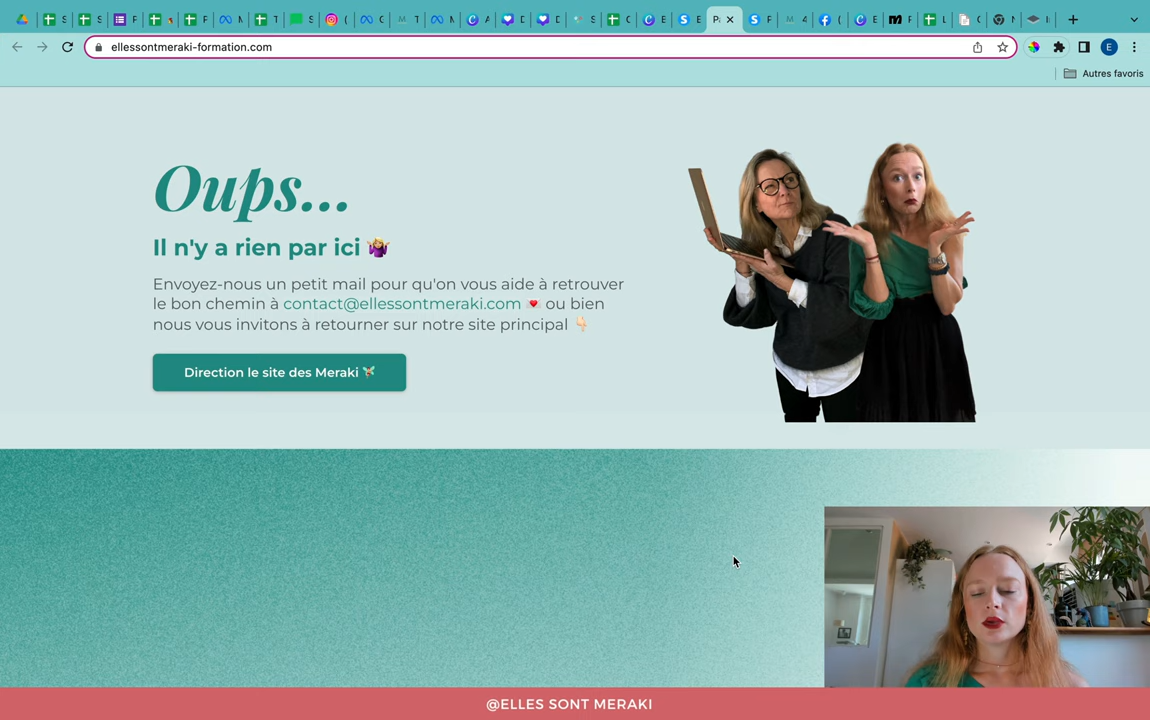 S
S
F
F
M
T
S
(
C
T
M
A
D
D
S
C
E
E
Pa
F
M 4
(
E
F
L
C
N
I
ellessontmeraki-formation.com
E
Autres favoris
Oups...
Il n'y a rien par ici 🤷🏼‍♀️
Envoyez-nous un petit mail pour qu'on vous aide à retrouver
le bon chemin à contact@ellessontmeraki.com 💌 ou bien
nous vous invitons à retourner sur notre site principal 👇🏻
Direction le site des Meraki
@ELLES SONT MERAKI